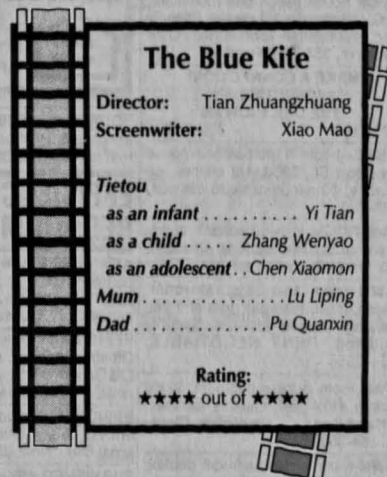 The Blue Kite
Director: Tian Zhuangzhuang
Screenwriter: Xiao Mao
Tietou
as an infant . . . . . . . . . . Yi Tian
as a child . . . . . Zhang Wenyao
as an adolescent . . Chen Xiaomon
Mum . . . . . . . . . . . . . . . Lu Liping
Dad . . . . . . . . . . . . . Pu Quanxin
Rating:
★★★★ out of ★★★★